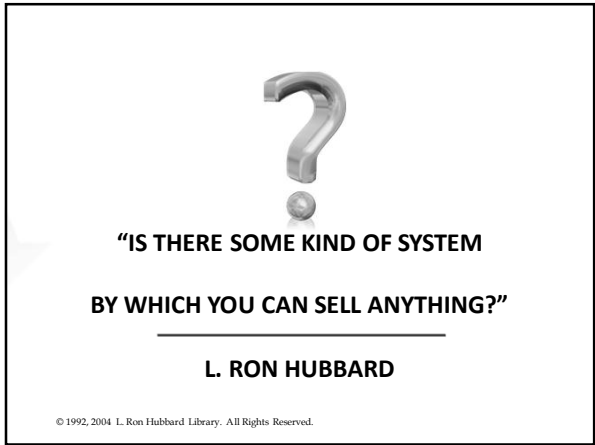 “IS THERE SOME KIND OF SYSTEM
BY WHICH YOU CAN SELL ANYTHING?”
L. RON HUBBARD
© 1992, 2004 L. Ron Hubbard Library. All Rights Reserved.